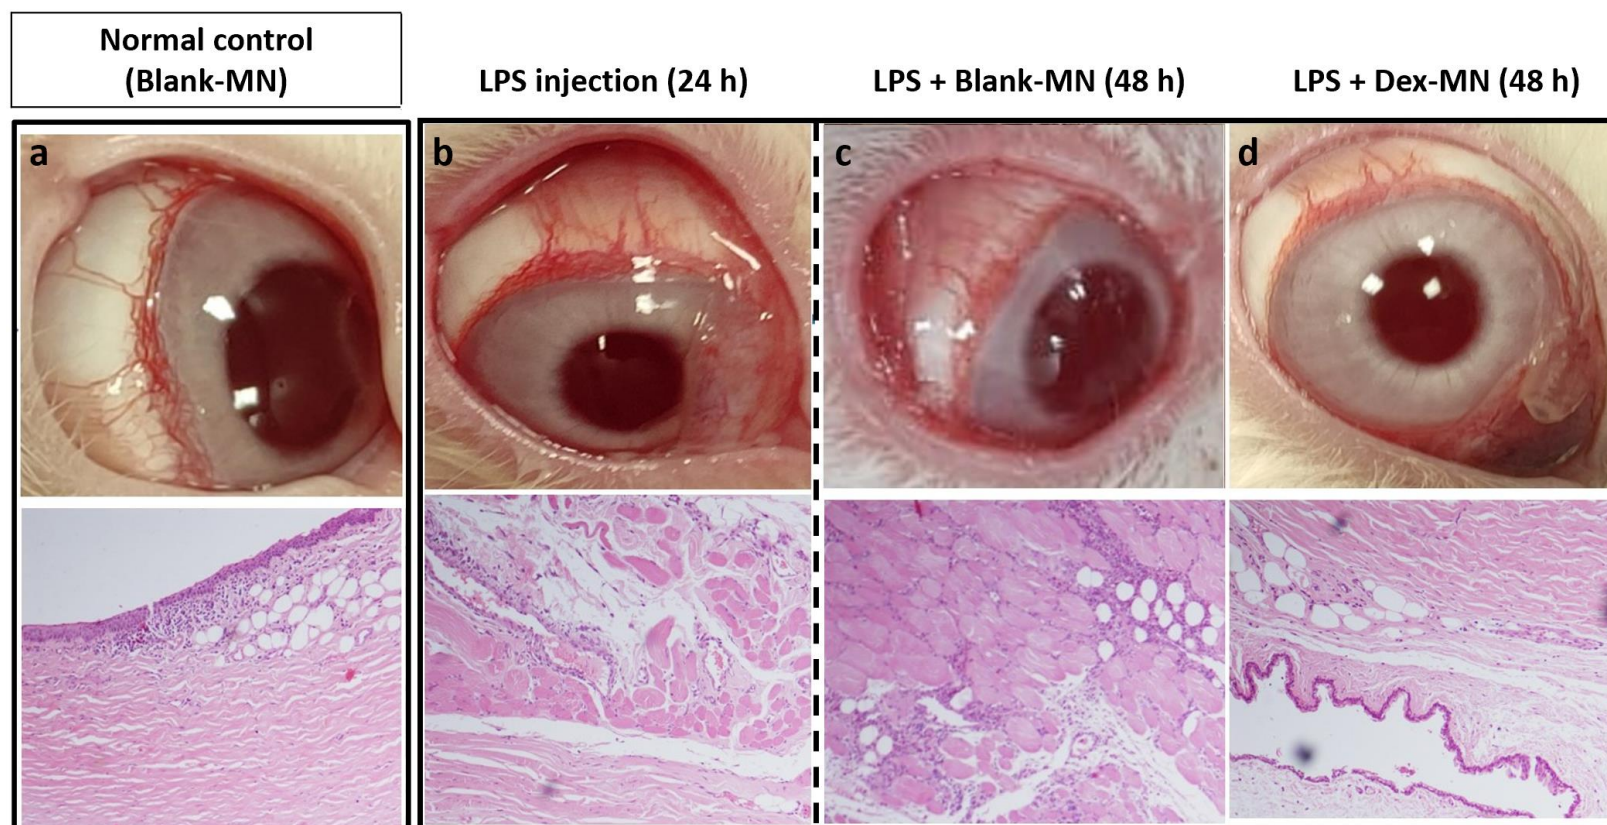 Normal control
(Blank-MN)
LPS injection (24 h)
LPS + Blank-MN (48 h)
LPS + Dex-MN (48 h)
a
b
c
d